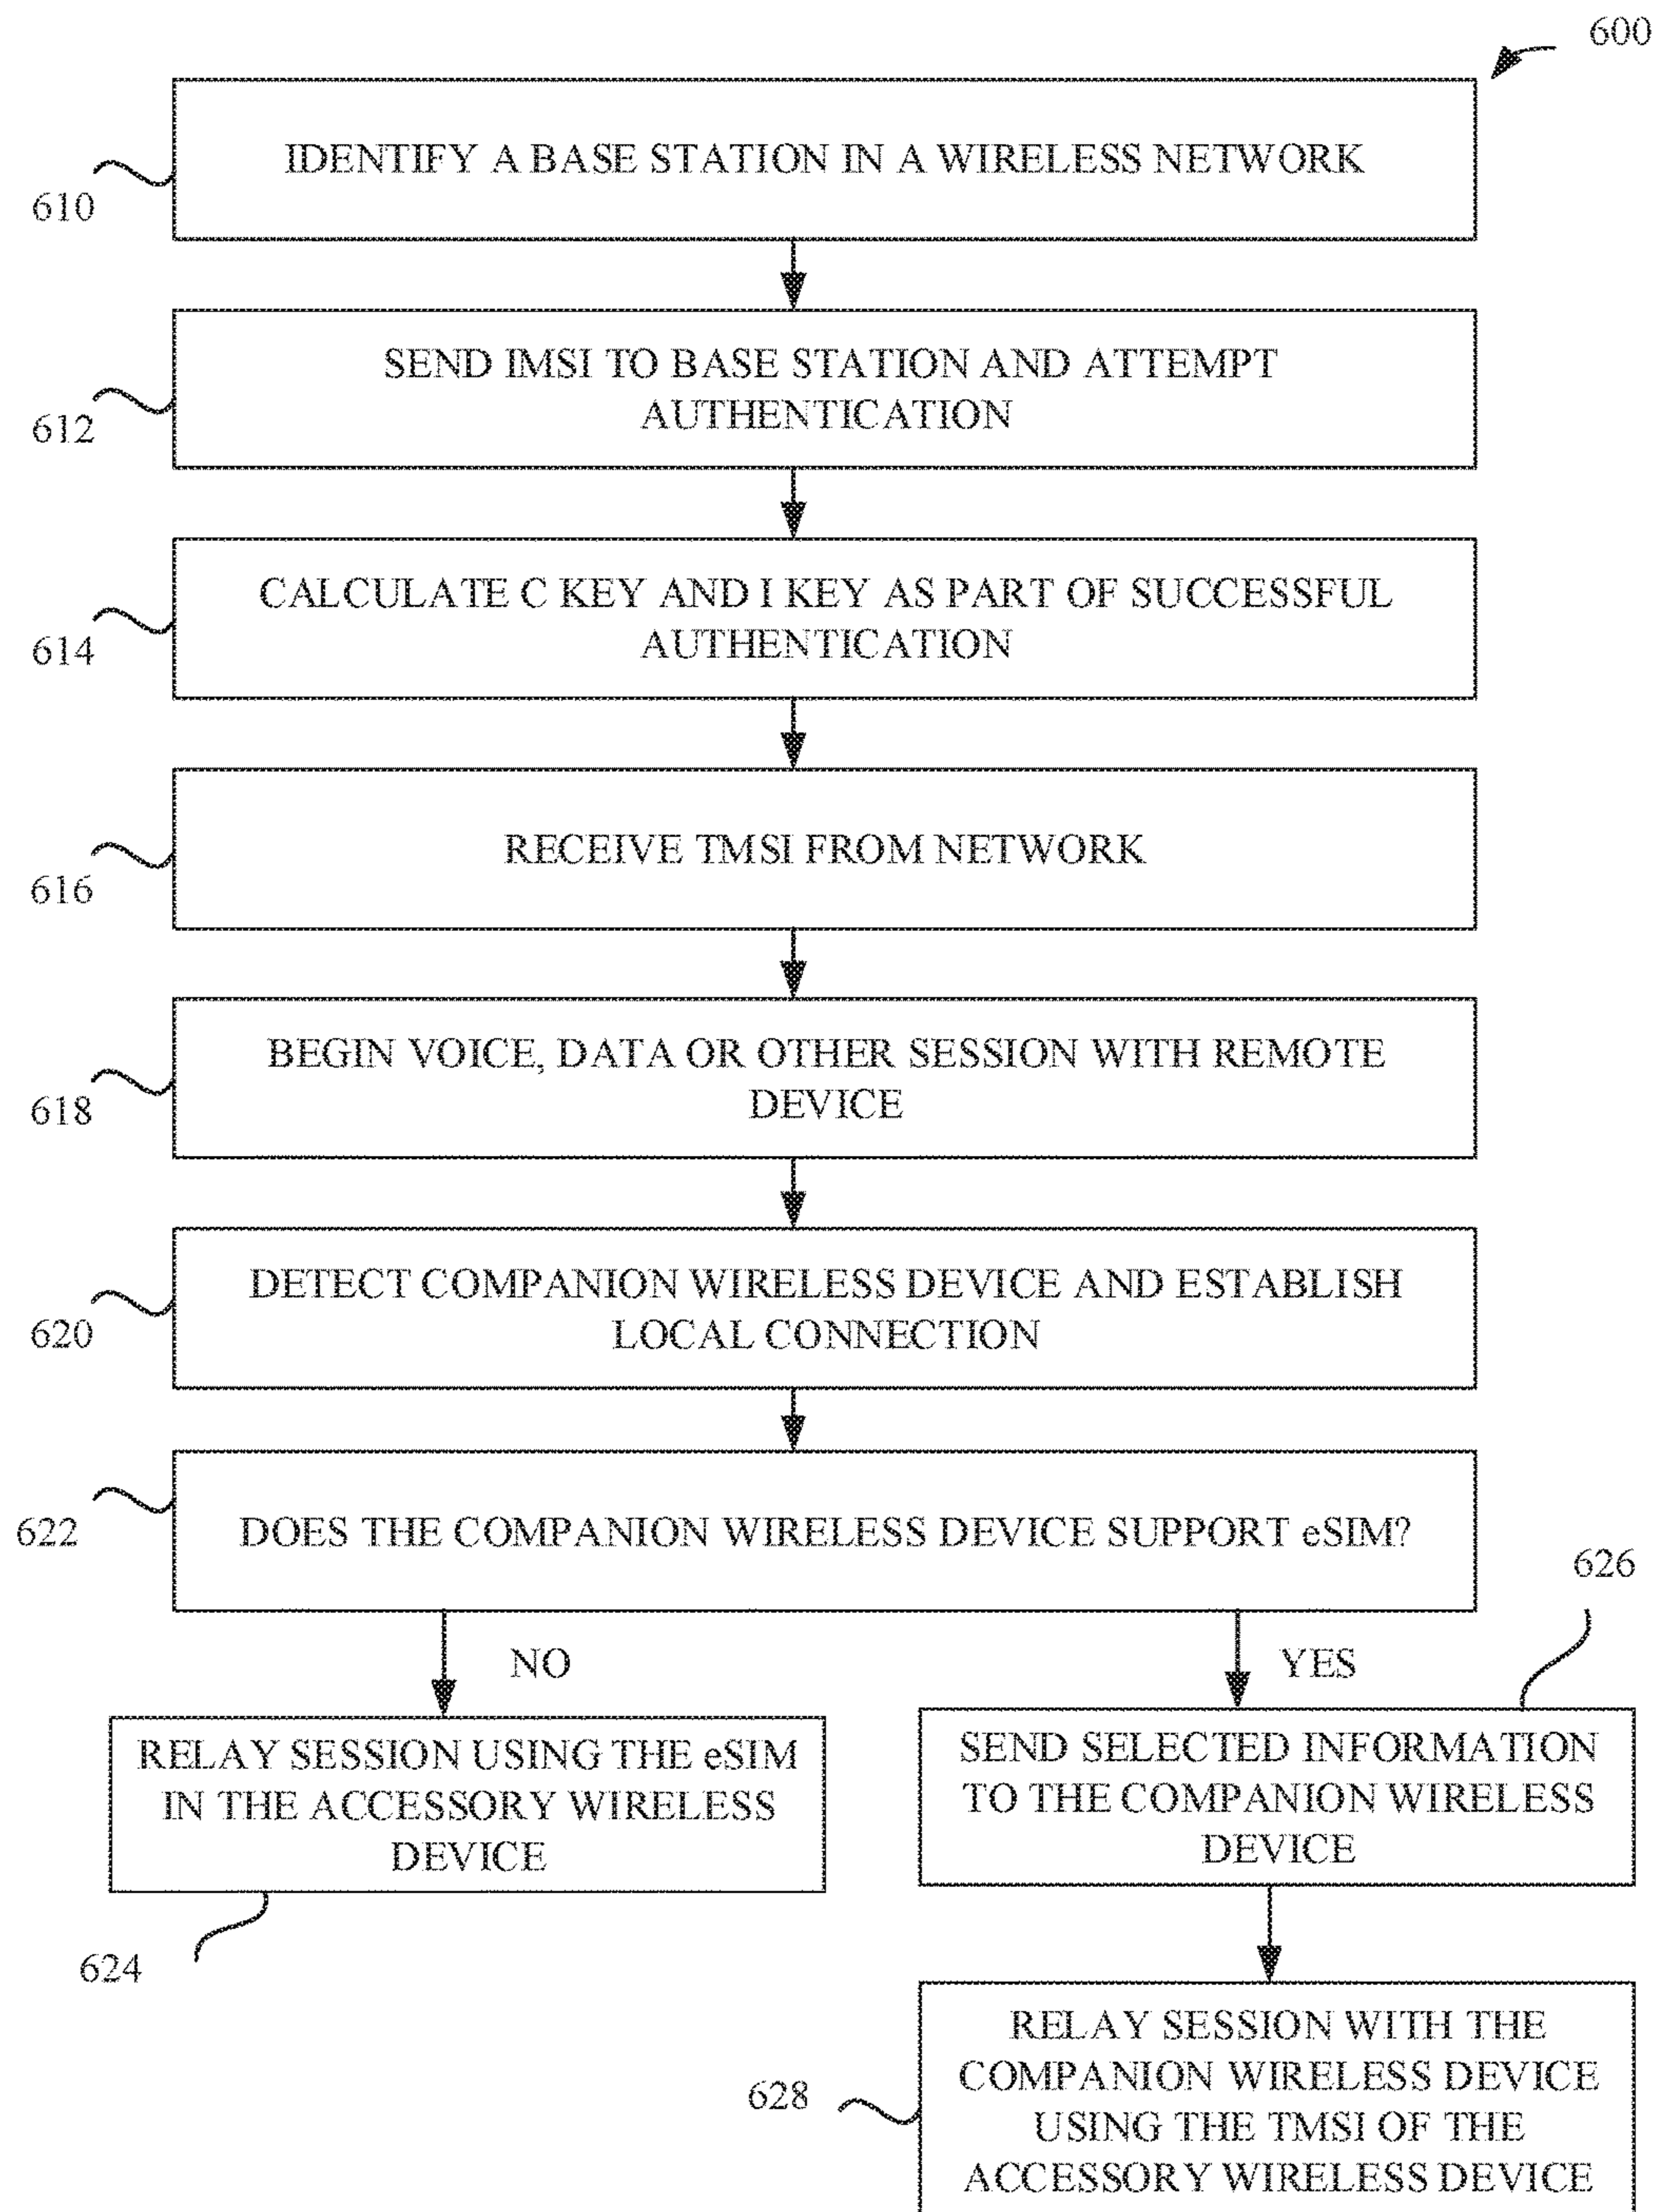 600
IDENTIFY A BASE STATION IN A WIRELESS NETWORK
610
SEND IMSI TO BASE STATION AND ATTEMPT
AUTHENTICATION
612
CALCULATE C KEY AND I KEY AS PART OF SUCCESSFUL
AUTHENTICATION
614
RECEIVE TMSI FROM NETWORK
616
BEGIN VOICE, DATA OR OTHER SESSION WITH REMOTE
DEVICE
618
DETECT COMPANION WIRELESS DEVICE AND ESTABLISH
LOCAL CONNECTION
620
DOES THE COMPANION WIRELESS DEVICE SUPPORT eSIM?
622
626
NO
YES
RELAY SESSION USING THE eSIM
IN THE ACCESSORY WIRELESS
DEVICE
624
SEND SELECTED INFORMATION
TO THE COMPANION WIRELESS
DEVICE
RELAY SESSION WITH THE
COMPANION WIRELESS DEVICE
USING THE TMSI OF THE
ACCESSORY WIRELESS DEVICE
628